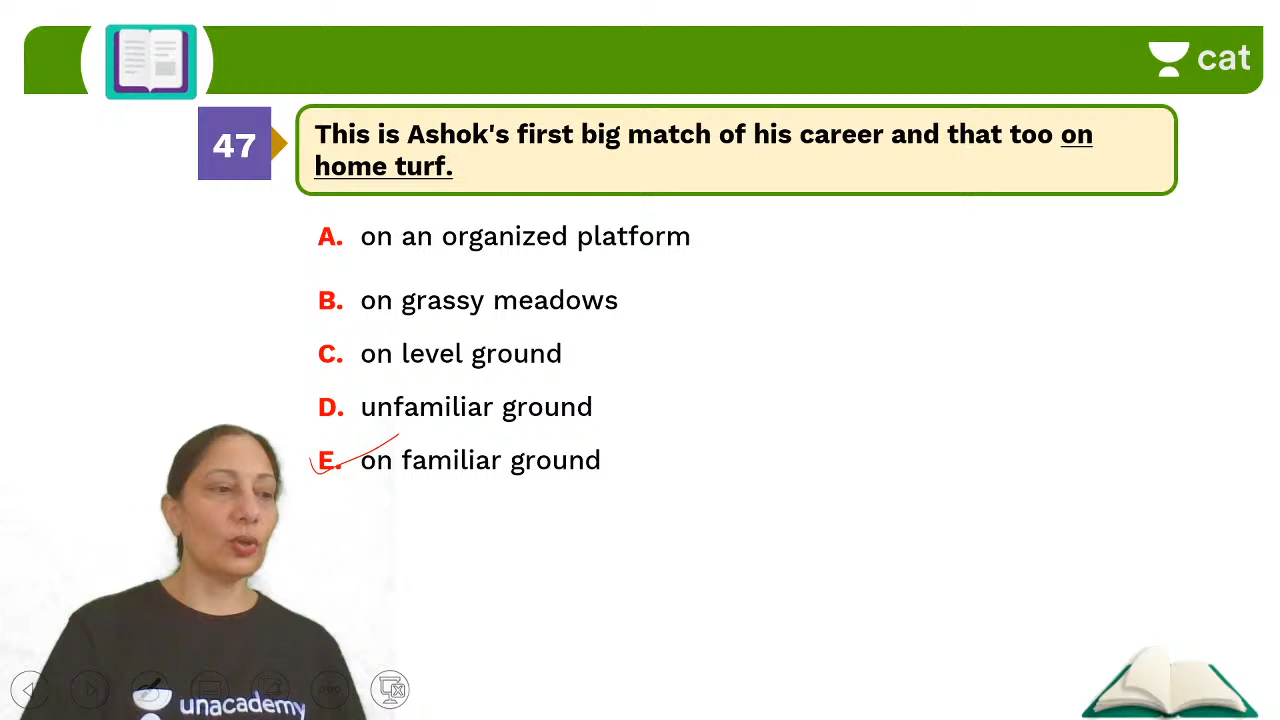 cat
47
This is Ashok's first big match of his career and that too on
home turf.
A. on an organized platform
B. on grassy meadows
C. on level ground
D. unfamiliar ground
E. on familiar ground
unacademy